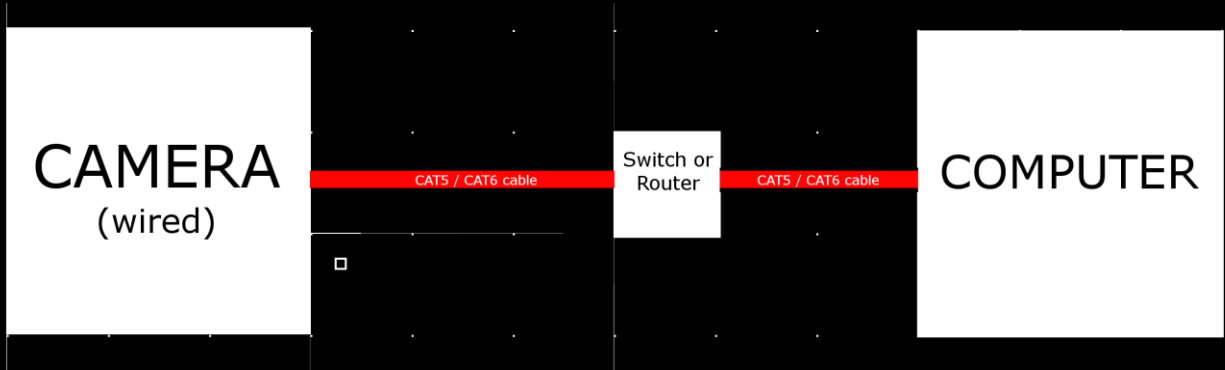 CAMERA
(wired)
CAT5 / CAT6 cable
Switch or
Router
CAT5 / CAT6 cable
COMPUTER